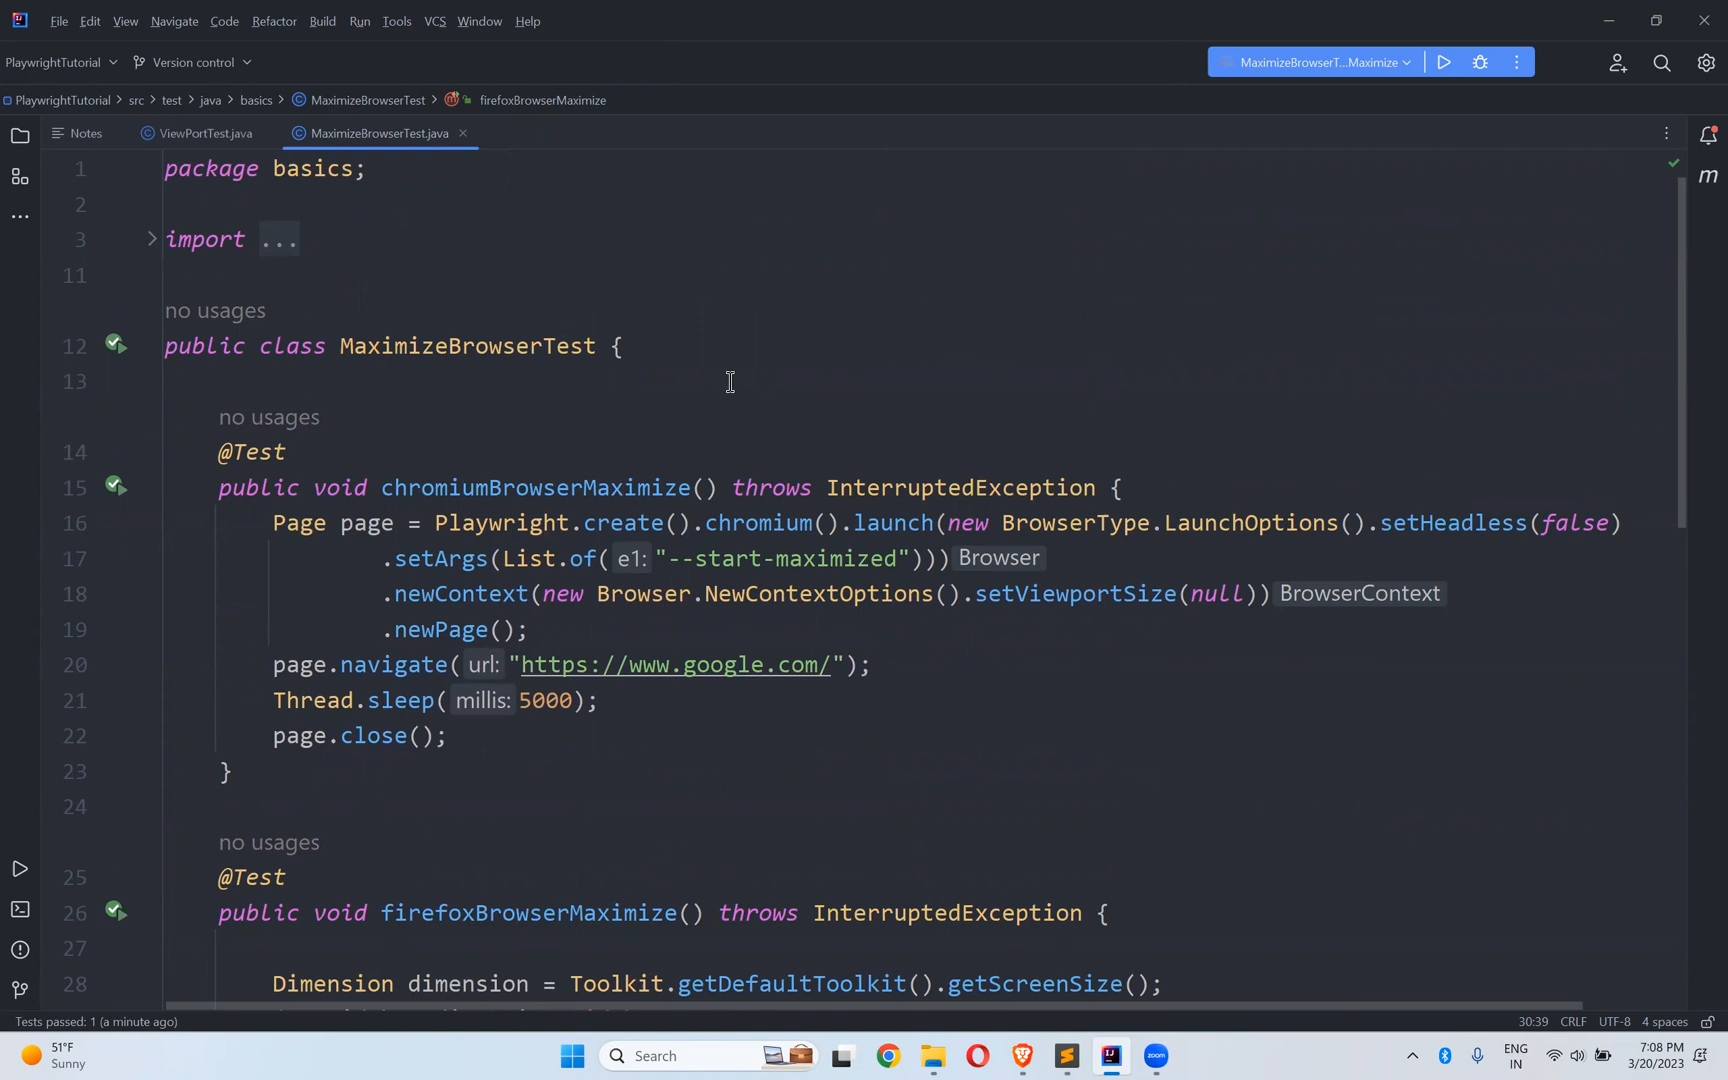 File Edit View Navigate Code Refactor Build Run Tools VCS Window Help
PlaywrightTutorial Version control MaximizeBrowserT...Maximize
PlaywrightTutorial src test java basics MaximizeBrowserTest firefoxBrowserMaximize
Notes ViewPortTest.java MaximizeBrowserTest.java
1 package basics;
2
3 import ...
11
no usages
12 public class MaximizeBrowserTest {
13
no usages
14 @Test
15 public void chromiumBrowserMaximize() throws InterruptedException {
16 Page page = Playwright.create().chromium().launch(new BrowserType.LaunchOptions().setHeadless(false)
17 .setArgs(List.of( e1: "--start-maximized"))) Browser
18 .newContext(new Browser.NewContextOptions().setViewportSize(null)) BrowserContext
19 .newPage();
20 page.navigate( url: "https://www.google.com/");
21 Thread.sleep( millis: 5000);
22 page.close();
23 }
24
no usages
25 @Test
26 public void firefoxBrowserMaximize() throws InterruptedException {
27
28 Dimension dimension = Toolkit.getDefaultToolkit().getScreenSize();
Tests passed: 1 (a minute ago) 30:39 CRLF UTF-8 4 spaces
51°F
Sunny
Search
zoom
ENG
IN
7:08 PM
3/20/2023